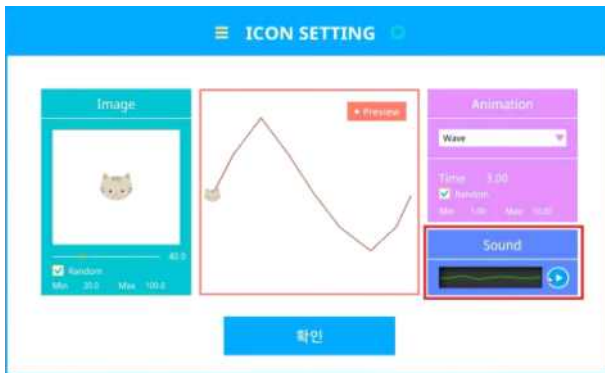 ICON SETTING
Image
40.0
Random
Min 20.0 Max 100.0
Preview
Animation
Wave
Time 3.00
Random
Min 1.00 Max 10.00
Sound
확인